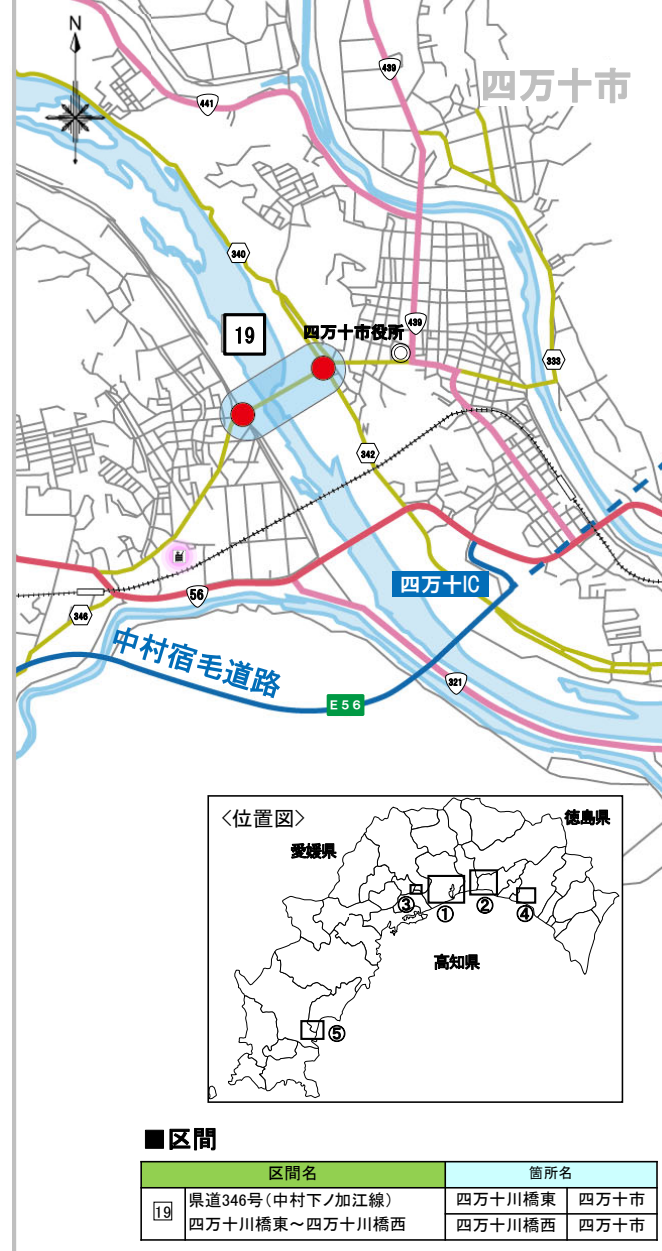 N
439
四万十市
441
340
19
四万十市役所
439
333
342
四万十IC
56
346
中村宿毛道路
321
E56
<位置図>
徳島県
愛媛県
③
①
②
④
高知県
⑤
■区間
区間名 箇所名
19 県道346号(中村下ノ加江線) 四万十川橋東 四万十市
四万十川橋東～四万十川橋西 四万十川橋西 四万十市